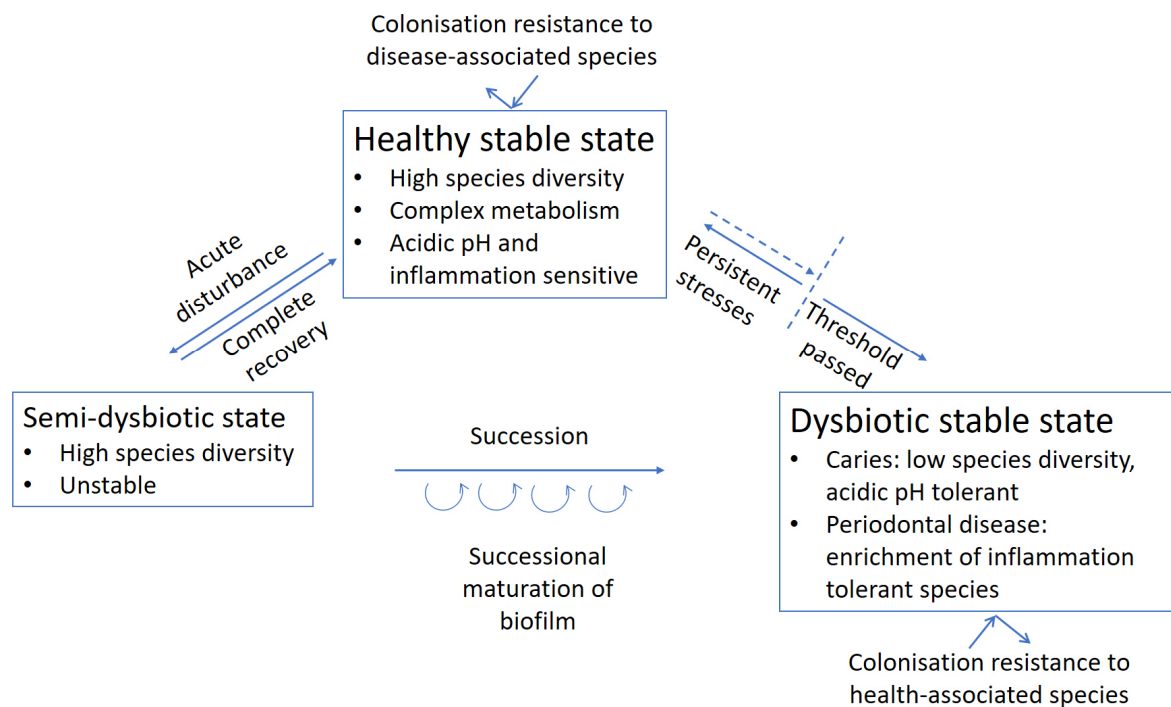 Colonisation resistance to
disease-associated species
Healthy stable state
• High species diversity
• Complex metabolism
• Acidic pH and
inflammation sensitive
Acute
disturbance
Complete
recovery
Persistent
stresses
Threshold
passed
Semi-dysbiotic state
• High species diversity
• Unstable
Succession
Successional
maturation of
biofilm
Dysbiotic stable state
• Caries: low species diversity,
acidic pH tolerant
• Periodontal disease:
enrichment of inflammation
tolerant species
Colonisation resistance to
health-associated species